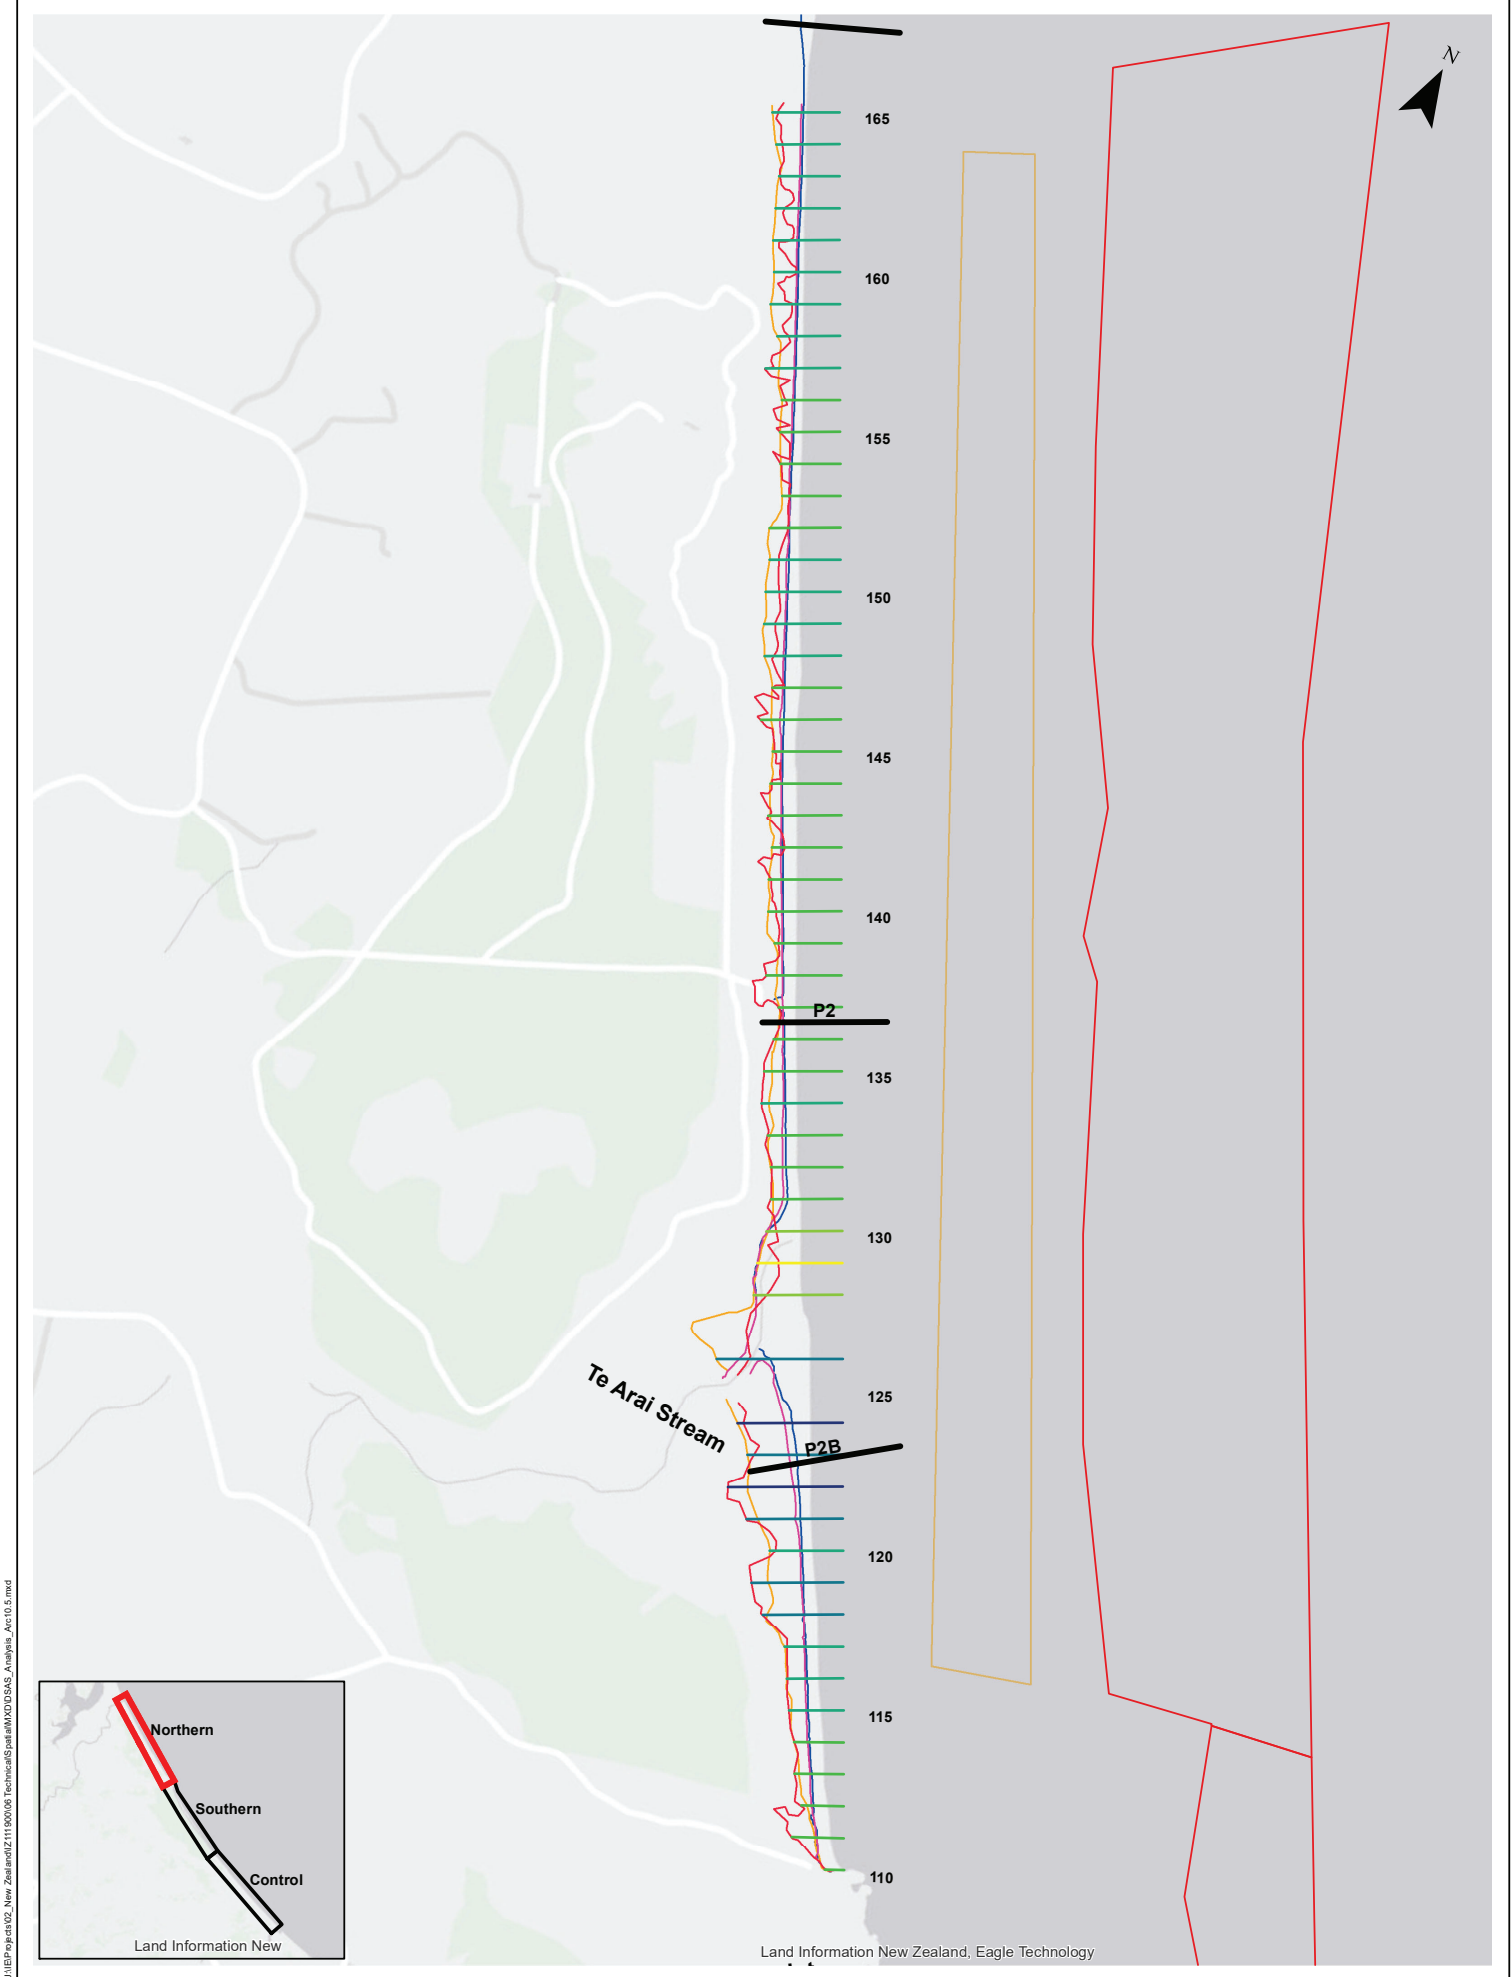 N
165
160
155
150
145
140
P2
135
130
125
Te Arai Stream
P2B
120
115
110
Northern
Southern
Control
Land Information New
Land Information New Zealand, Eagle Technology